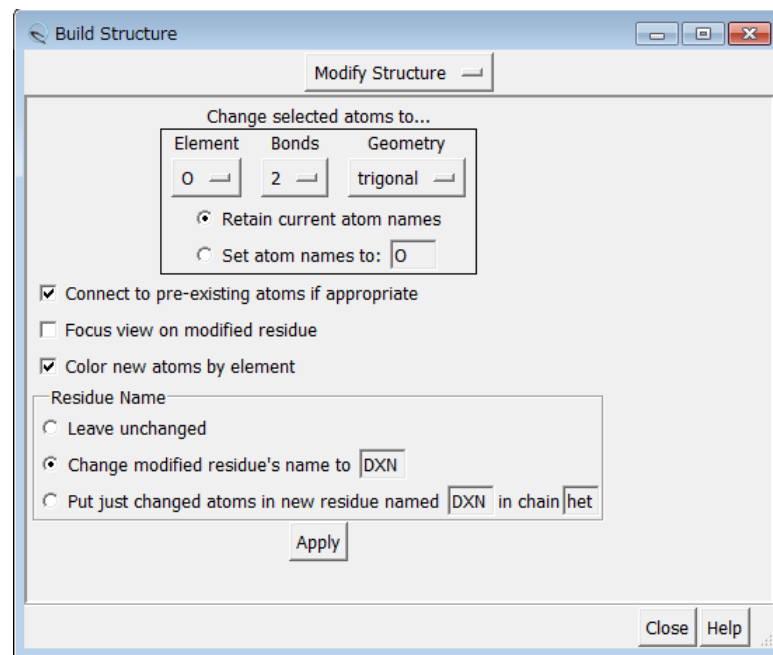 Build Structure
Modify Structure
Change selected atoms to...
Element Bonds Geometry
O 2 trigonal
Retain current atom names
Set atom names to: O
Connect to pre-existing atoms if appropriate
Focus view on modified residue
Color new atoms by element
Residue Name
Leave unchanged
Change modified residue's name to DXN
Put just changed atoms in new residue named DXN in chain het
Apply
Close Help